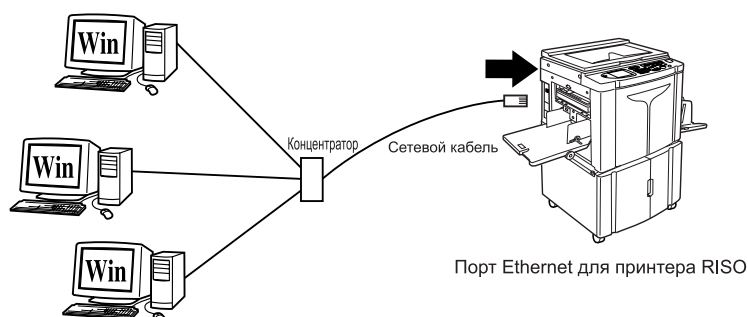 Win
Концентратор
Сетевой кабель
Win
Win
Порт Ethernet для принтера RISO